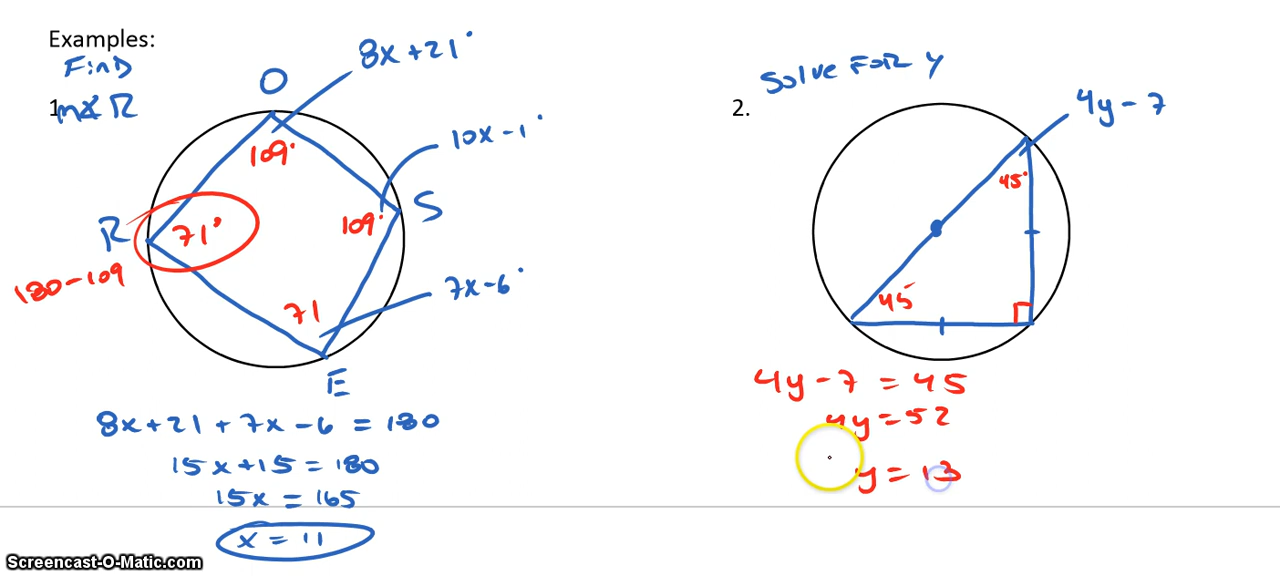 Examples:
Find
1. m∡R
O
8x+21°
10x-1°
109°
S
109°
R
71°
180-109
71
7x-6°
E
8x+21+7x-6=180
15x+15=180
15x=165
x=11
Solve For y
2.
4y-7
45°
45°
4y-7=45
4y=52
y=13
Screencast-O-Matic.com